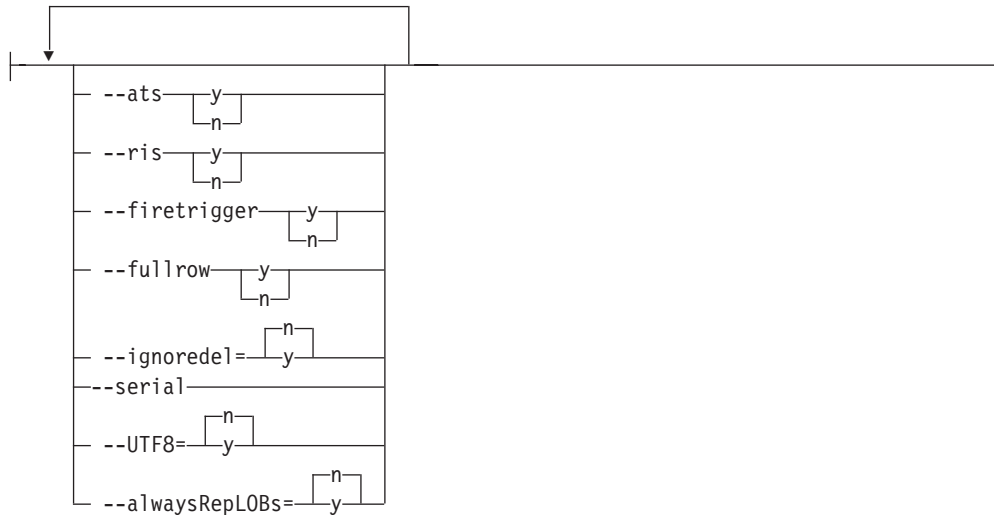 --ats y
n
--ris y
n
--firetrigger y
n
--fullrow y
n
n
--ignoredel= y
--serial
n
--UTF8= y
n
--alwaysRepLOBs= y